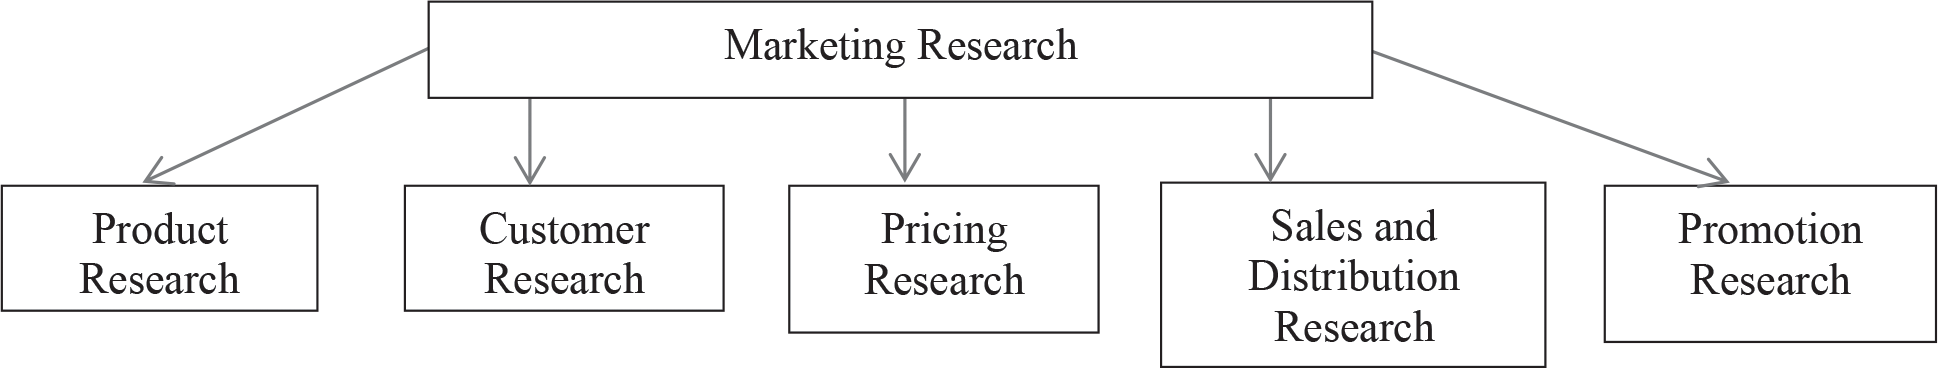 Marketing Research
Product
Research
Customer
Research
Pricing
Research
Sales and
Distribution
Research
Promotion
Research